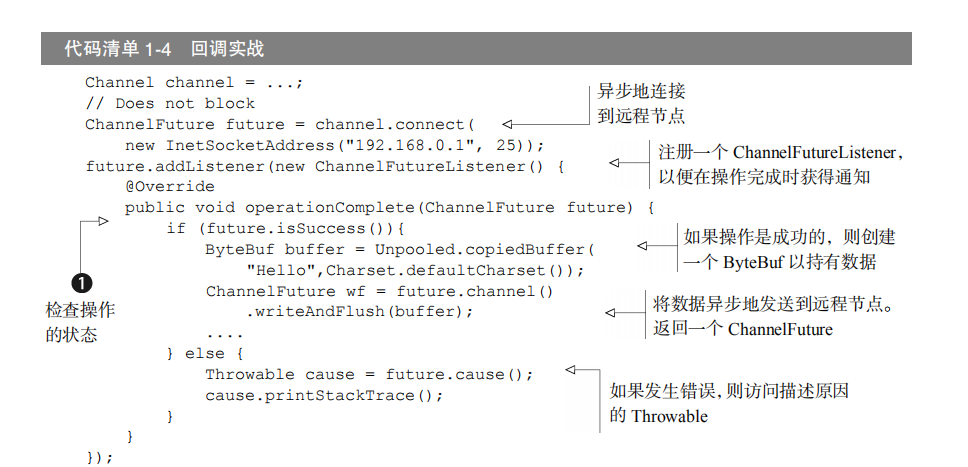 代码清单 1-4 回调实战
Channel channel = ...;
// Does not block
ChannelFuture future = channel.connect(
new InetSocketAddress("192.168.0.1", 25));
future.addListener(new ChannelFutureListener() {
@Override
public void operationComplete(ChannelFuture future) {
if (future.isSuccess()){
ByteBuf buffer = Unpooled.copiedBuffer(
"Hello",Charset.defaultCharset());
ChannelFuture wf = future.channel()
.writeAndFlush(buffer);
....
} else {
Throwable cause = future.cause();
cause.printStackTrace();
}
}
});
异步地连接
到远程节点
注册一个 ChannelFutureListener，
以便在操作完成时获得通知
❶
检查操作
的状态
如果操作是成功的，则创建
一个 ByteBuf 以持有数据
将数据异步地发送到远程节点。
返回一个 ChannelFuture
如果发生错误，则访问描述原因
的 Throwable